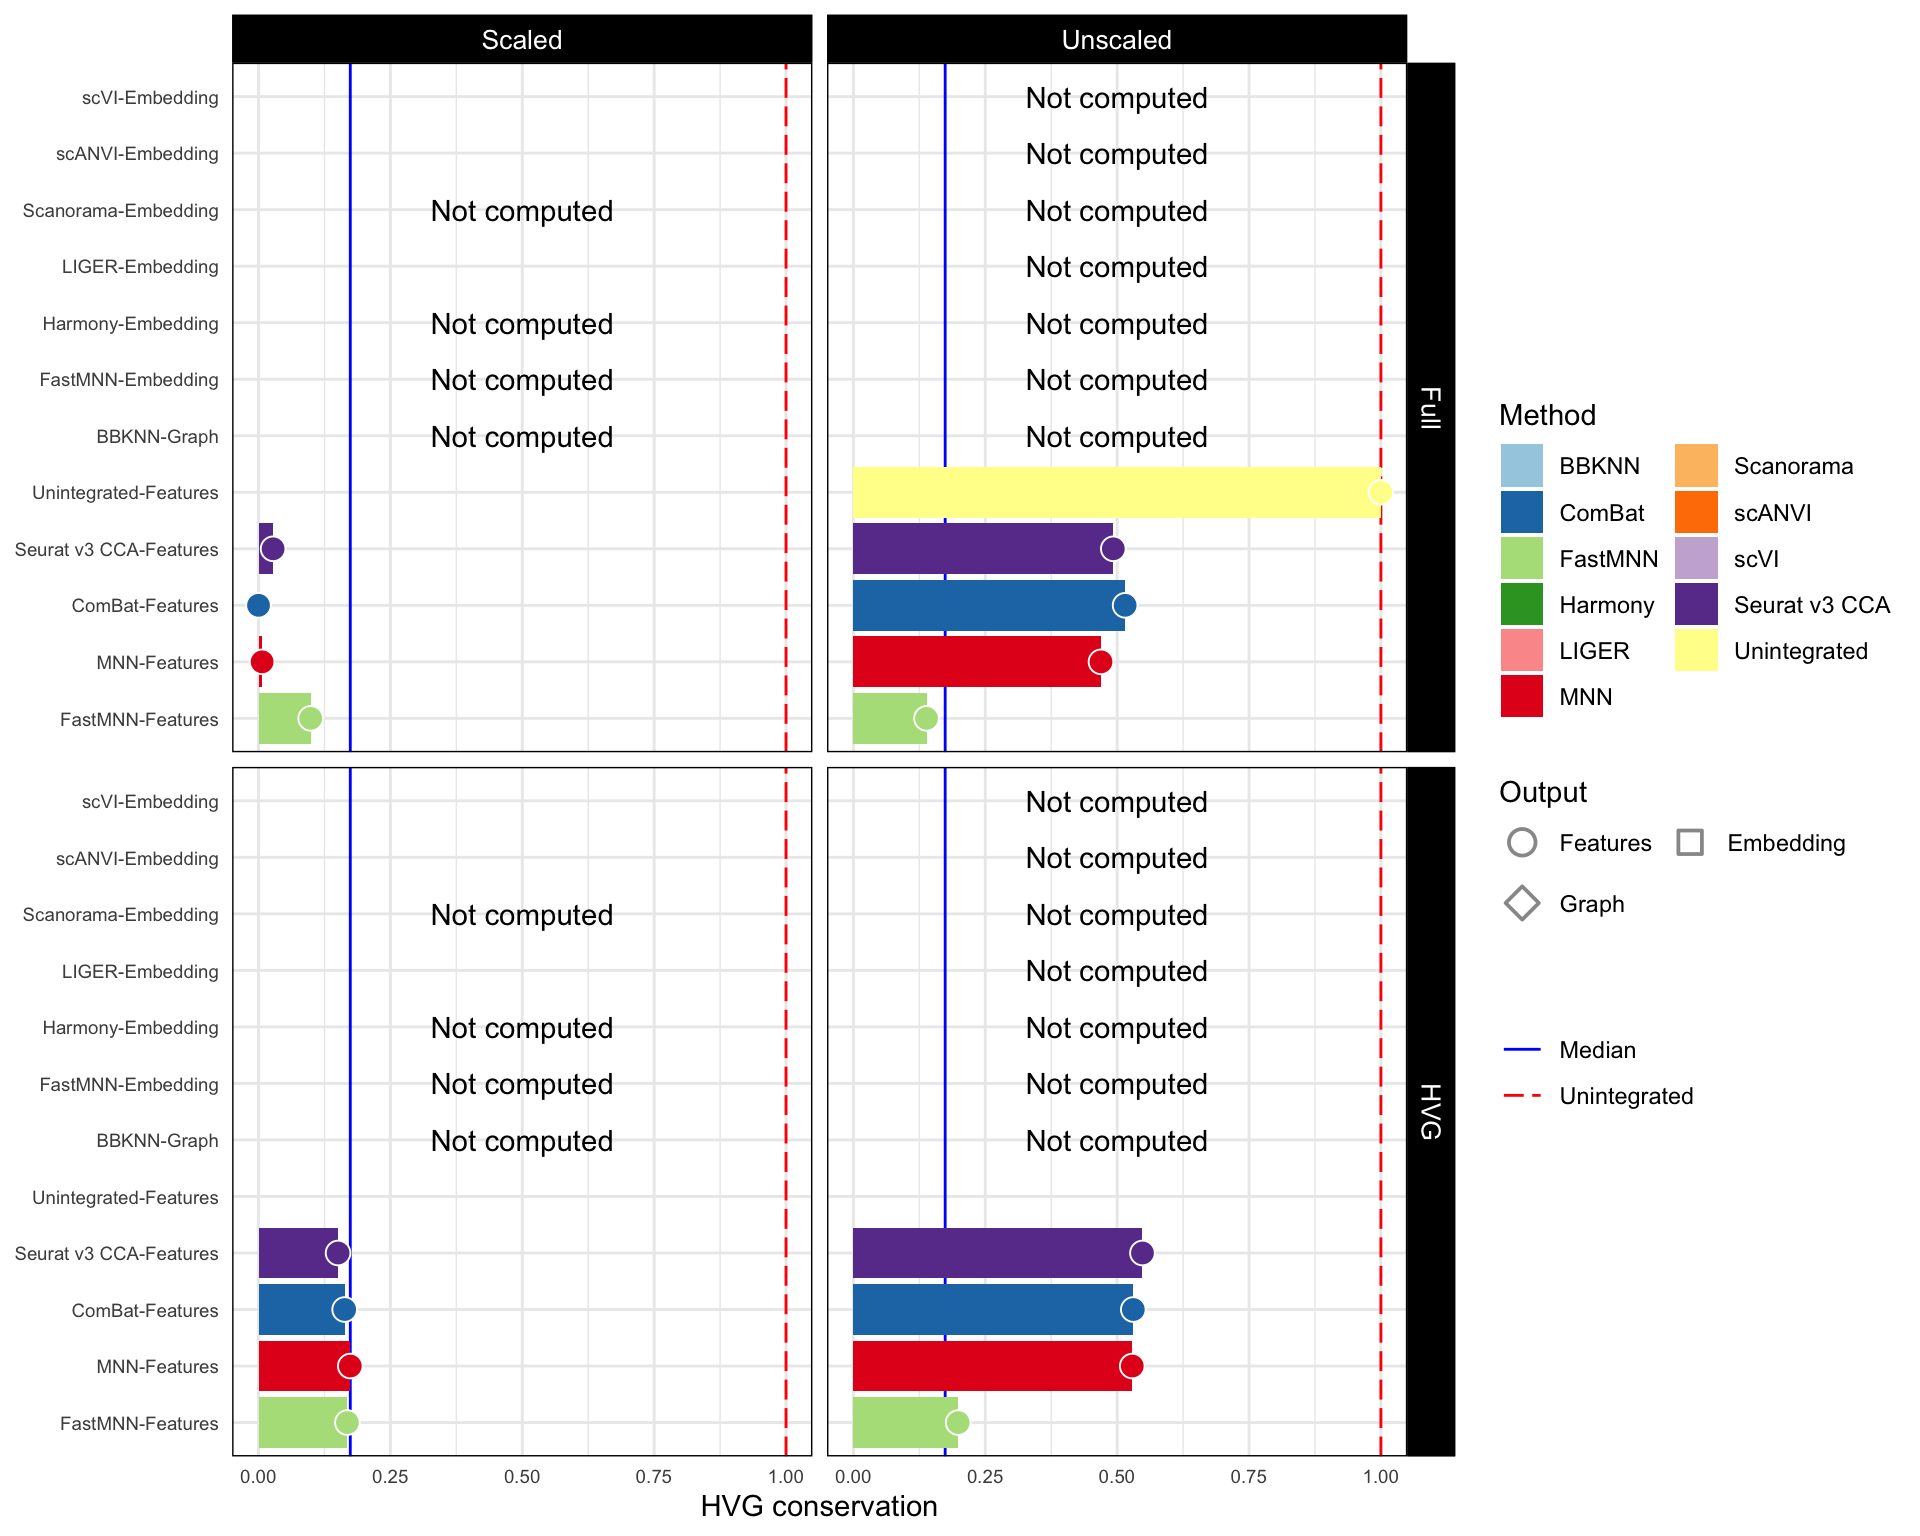 Scaled
Unscaled
scVI-Embedding
Not computed
scANVI-Embedding
Not computed
Scanorama-Embedding
Not computed
Not computed
LIGER-Embedding
Not computed
Harmony-Embedding
Not computed
Not computed
FastMNN-Embedding
Not computed
Not computed
BBKNN-Graph
Not computed
Not computed
Unintegrated-Features
Seurat v3 CCA-Features
ComBat-Features
MNN-Features
FastMNN-Features
Full
scVI-Embedding
Not computed
scANVI-Embedding
Not computed
Scanorama-Embedding
Not computed
Not computed
LIGER-Embedding
Not computed
Harmony-Embedding
Not computed
Not computed
FastMNN-Embedding
Not computed
Not computed
BBKNN-Graph
Not computed
Not computed
Unintegrated-Features
Seurat v3 CCA-Features
ComBat-Features
MNN-Features
FastMNN-Features
HVG
0.00 0.25 0.50 0.75 1.00
0.00 0.25 0.50 0.75 1.00
HVG conservation
Method
BBKNN
ComBat
FastMNN
Harmony
LIGER
MNN
Scanorama
scANVI
scVI
Seurat v3 CCA
Unintegrated
Output
Features
Embedding
Graph
Median
Unintegrated